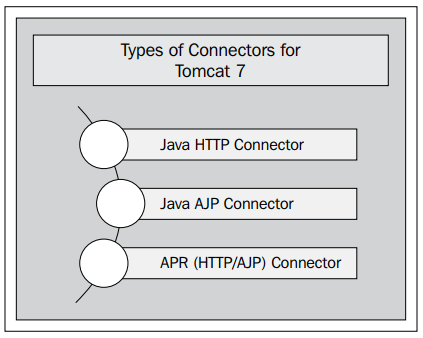 Types of Connectors for
Tomcat 7
Java HTTP Connector
Java AJP Connector
APR (HTTP/AJP) Connector